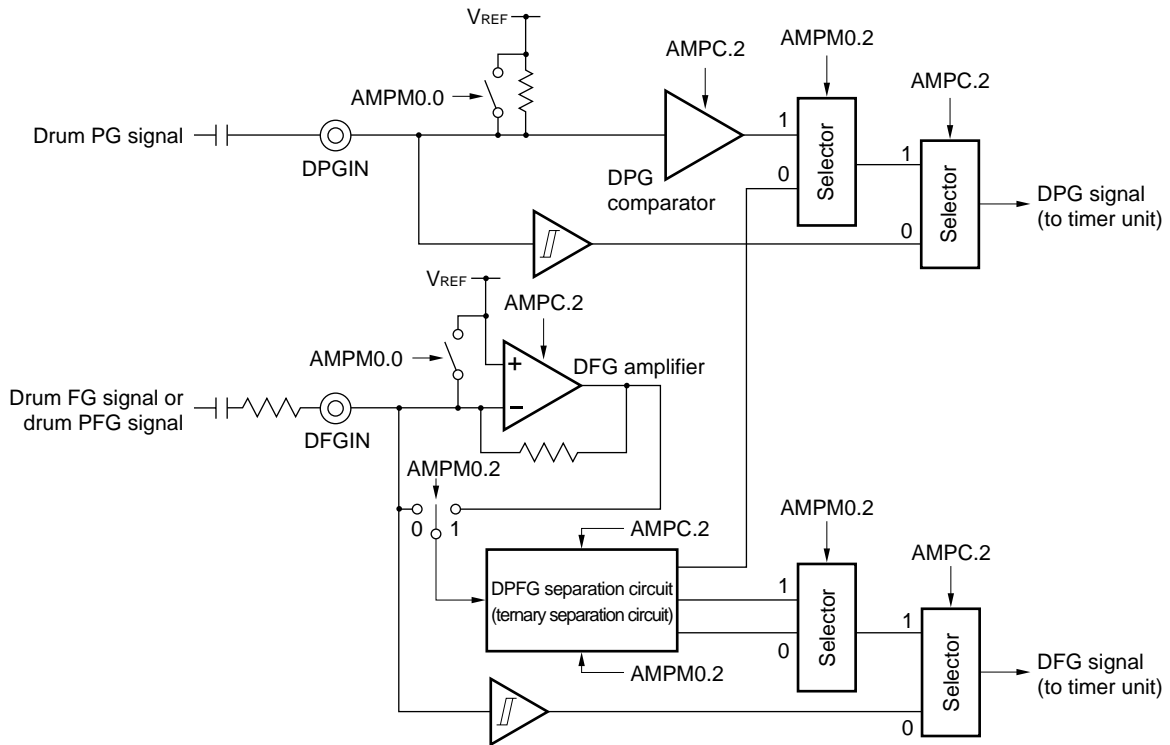 VREF
AMPC.2
AMPM0.2
AMPC.2
AMPM0.0
Drum PG signal
DPGIN
1
0
DPG
comparator
Selector
1
0
Selector
DPG signal
(to timer unit)
VREF
AMPC.2
AMPM0.0
+
−
DFG amplifier
Drum FG signal or
drum PFG signal
DFGIN
AMPM0.2
0 1
AMPC.2
DPFG separation circuit
(ternary separation circuit)
AMPM0.2
AMPM0.2
AMPC.2
1
0
Selector
1
0
Selector
DFG signal
(to timer unit)